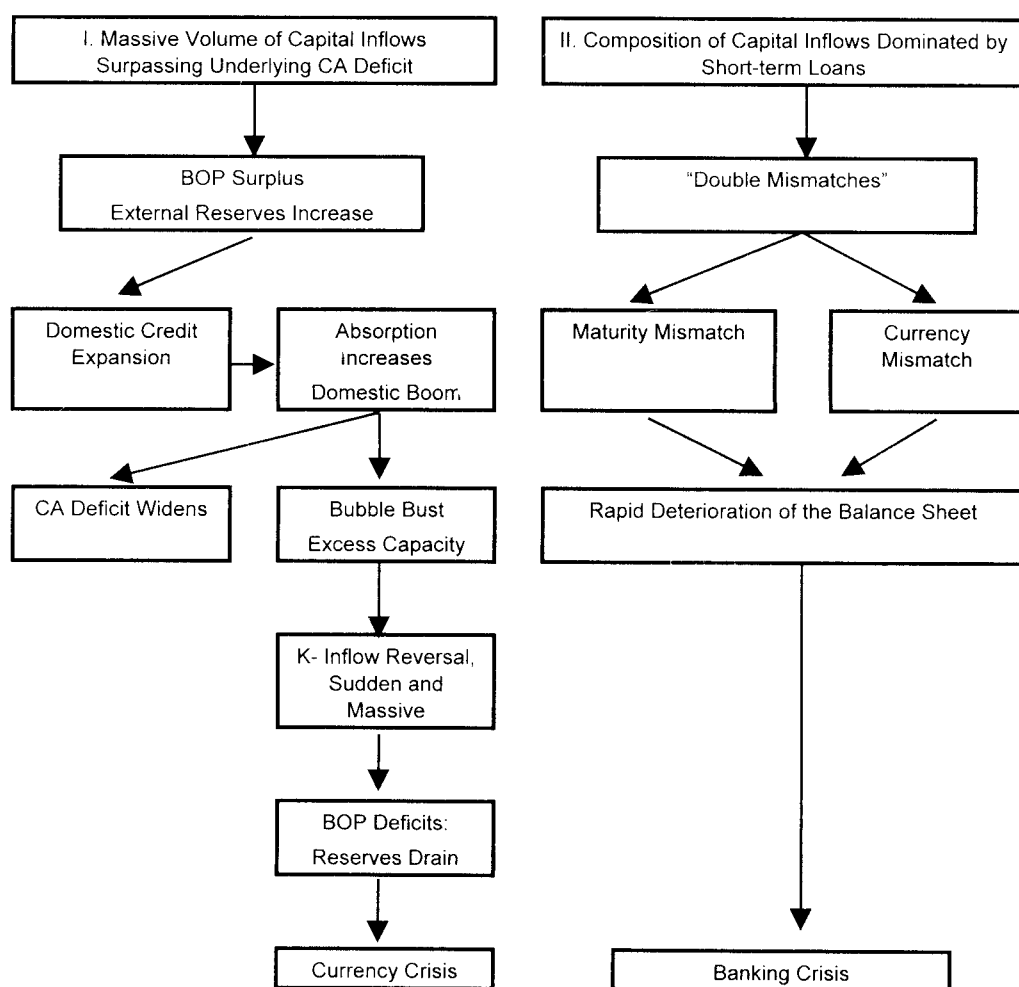 I. Massive Volume of Capital Inflows
Surpassing Underlying CA Deficit
II. Composition of Capital Inflows Dominated by
Short-term Loans
BOP Surplus
External Reserves Increase
“Double Mismatches”
Domestic Credit
Expansion
Absorption
Increases
Domestic Boom
Maturity Mismatch
Currency
Mismatch
CA Deficit Widens
Bubble Bust
Excess Capacity
Rapid Deterioration of the Balance Sheet
K- Inflow Reversal,
Sudden and
Massive
BOP Deficits:
Reserves Drain
Currency Crisis
Banking Crisis